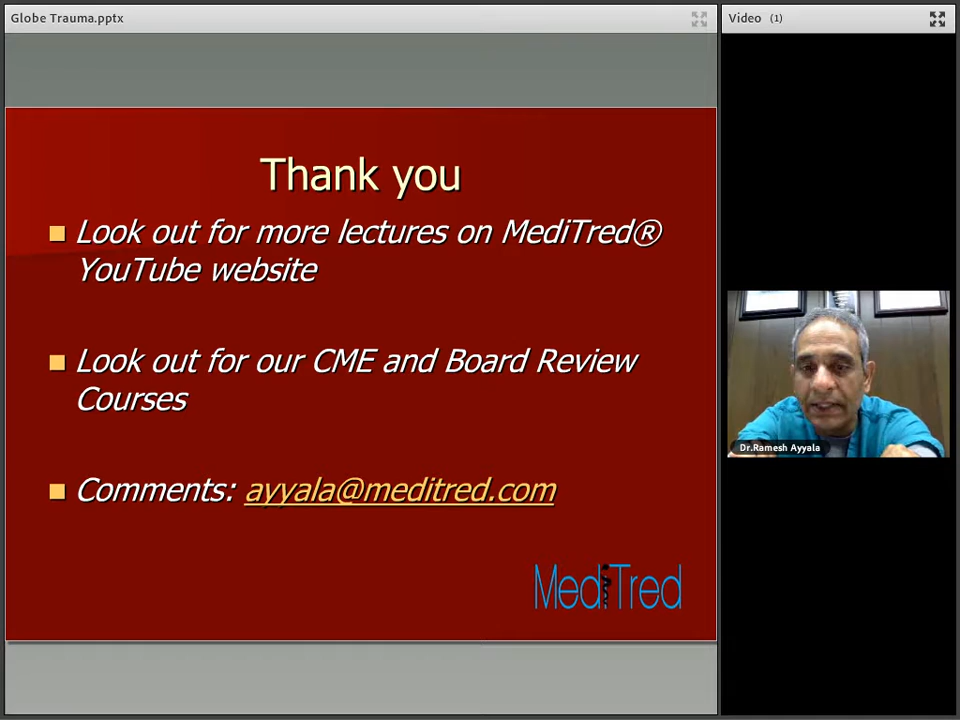 Globe Trauma.pptx
Video (1)
Thank you
Look out for more lectures on MediTred®
YouTube website
Look out for our CME and Board Review
Courses
Comments: ayyala@meditred.com
MediTred
Dr.Ramesh Ayyala